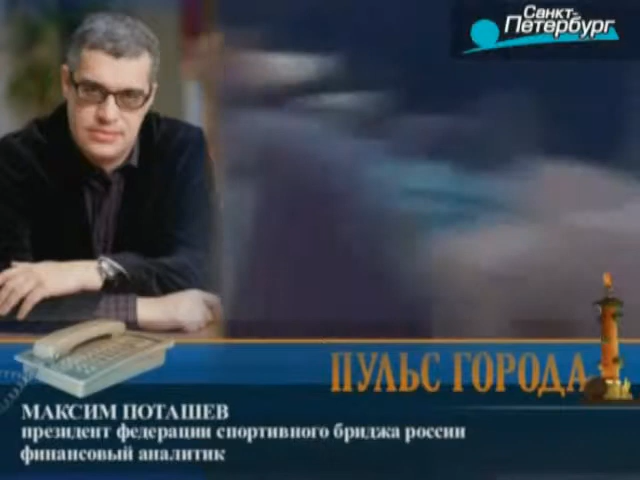 Санкт-
Петербург
ПУЛЬС ГОРОДА
МАКСИМ ПОТАШЕВ
президент федерации спортивного бриджа россии
финансовый аналитик